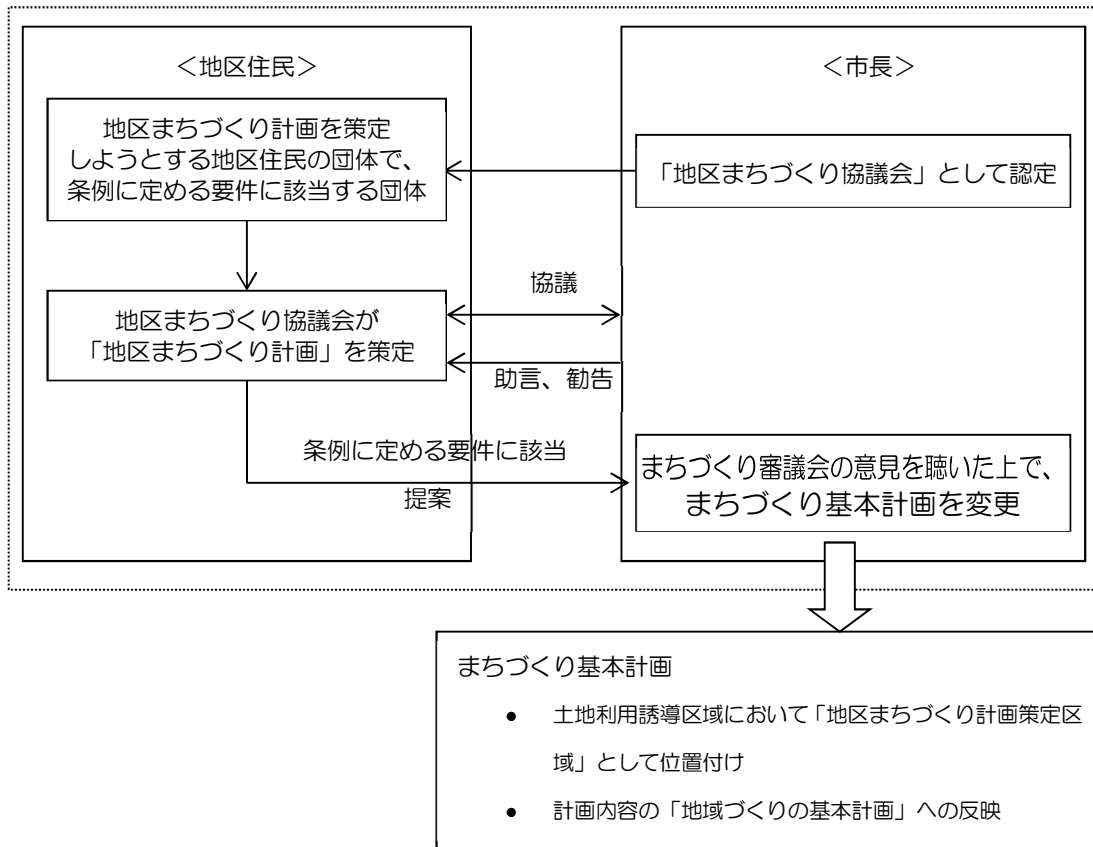 ＜地区住民＞
＜市長＞
地区まちづくり計画を策定
しようとする地区住民の団体で、
条例に定める要件に該当する団体
「地区まちづくり協議会」として認定
協議
地区まちづくり協議会が
「地区まちづくり計画」を策定
助言、勧告
条例に定める要件に該当
提案
まちづくり審議会の意見を聴いた上で、
まちづくり基本計画を変更
まちづくり基本計画
● 土地利用誘導区域において「地区まちづくり計画策定区
域」として位置付け
● 計画内容の「地域づくりの基本計画」への反映